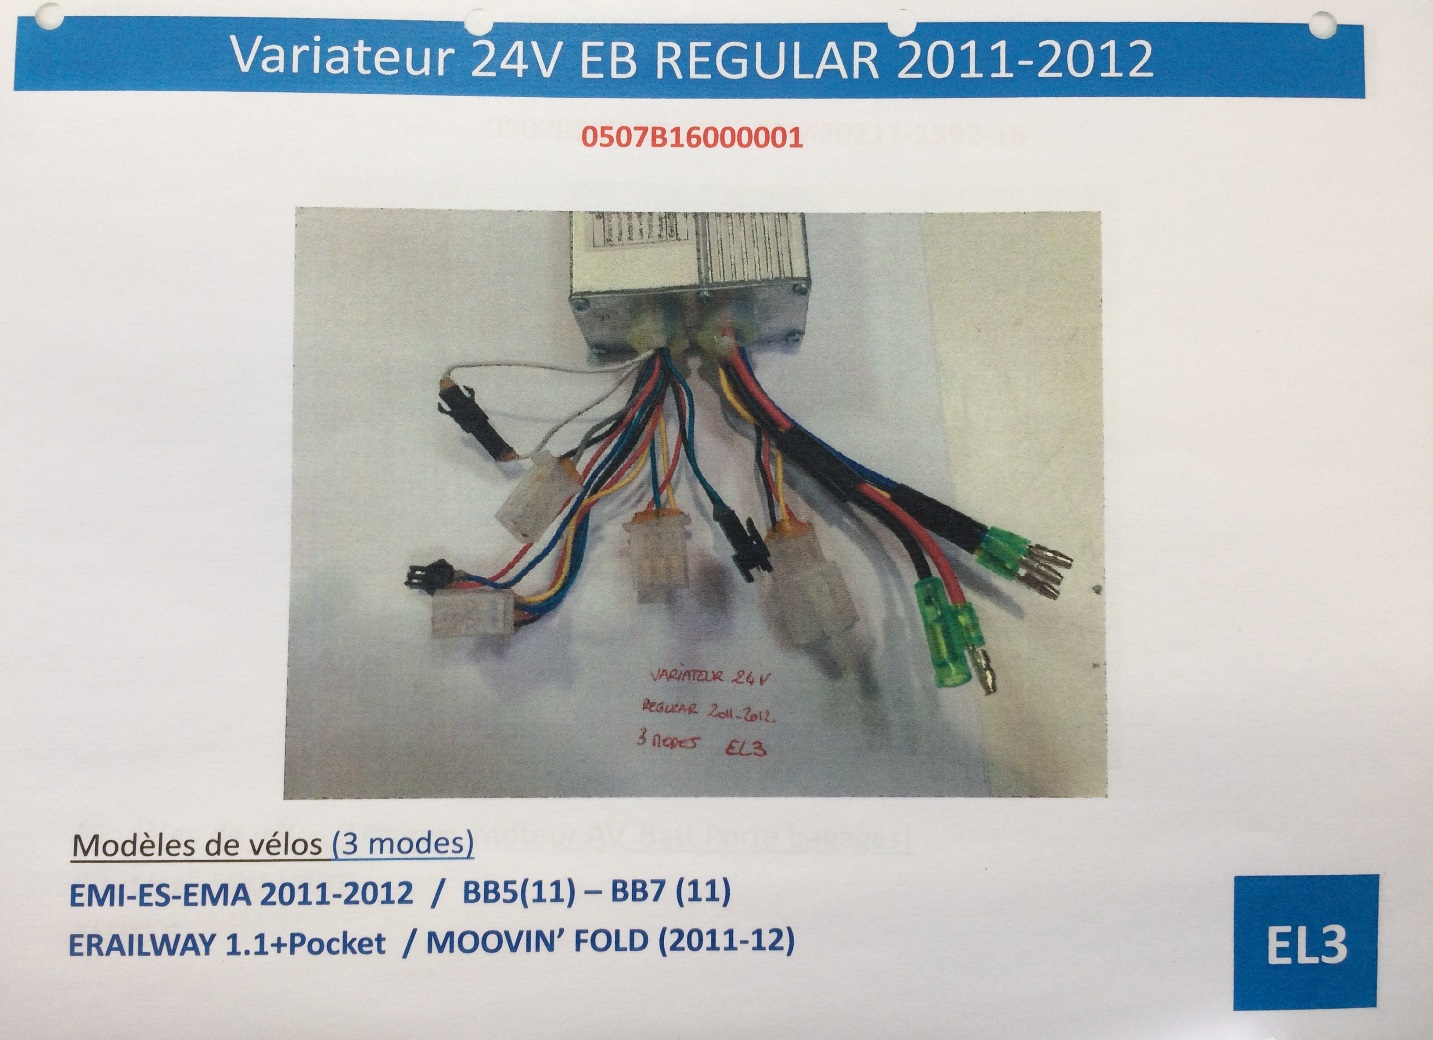 Variateur 24V EB REGULAR 2011-2012
0507B16000001
VARIATEUR 24V
REGULAR 2011-2012
3 MODES EL3
Modèles de vélos (3 modes)
EMI-ES-EMA 2011-2012 / BB5(11) – BB7 (11)
ERAILWAY 1.1+Pocket / MOOVIN’ FOLD (2011-12)
EL3